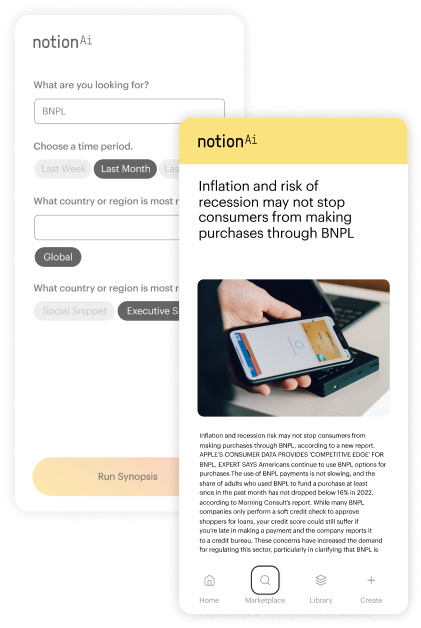 notionAi
What are you looking for?
BNPL
Choose a time period.
Last Week Last Month Las
What country or region is most r
Global
What country or region is most r
Social Snippet Executive S
Run Synopsis
notionAi
Inflation and risk of
recession may not stop
consumers from making
purchases through BNPL
Inflation and recession risk may not stop consumers from
making purchases through BNPL, according to a new report.
APPLE'S CONSUMER DATA PROVIDES 'COMPETITIVE EDGE' FOR
BNPL, EXPERT SAYS Americans continue to use BNPL options for
purchases The use of BNPL payments is not slowing, and the
share of adults who used BNPL to fund a purchase at least
once in the past month has not dropped below 16% in 2022,
according to Morning Consult's report. While many BNPL
companies only perform a soft credit check to approve
shoppers for loans, your credit score could still suffer if
you're late in making a payment and the company reports it
to a credit bureau. These concerns have increased the demand
for regulating this sector, particularly in clarifying that BNPL is
Home Marketplace Library Create